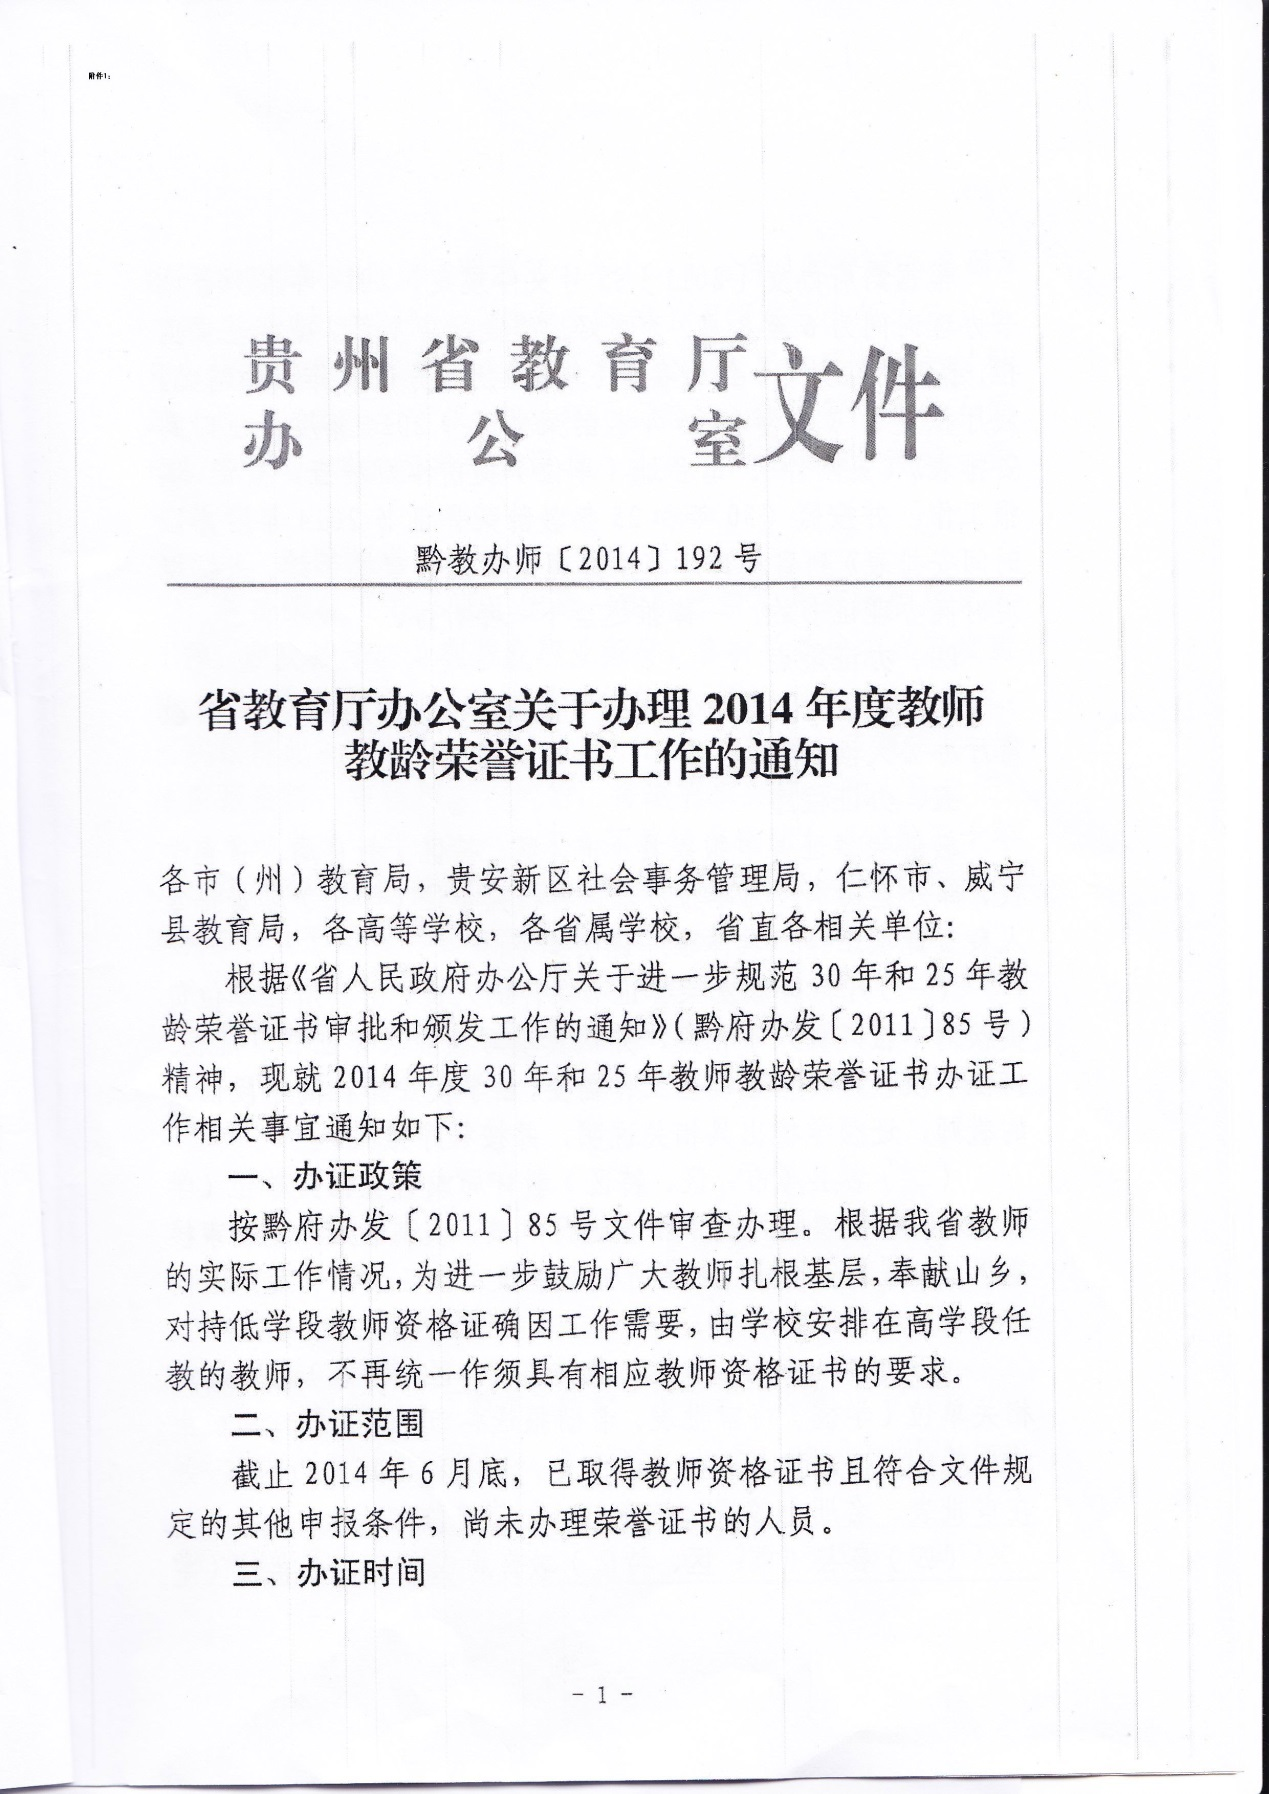 附件1：
贵州省教育厅
办公室文件
黔教办师〔2014〕192号
省教育厅办公室关于办理2014年度教师
教龄荣誉证书工作的通知
各市（州）教育局，贵安新区社会事务管理局，仁怀市、威宁
县教育局，各高等学校，各省属学校，省直各相关单位：
根据《省人民政府办公厅关于进一步规范30年和25年教
龄荣誉证书审批和颁发工作的通知》（黔府办发〔2011〕85号）
精神，现就2014年度30年和25年教师教龄荣誉证书办证工
作相关事宜通知如下：
一、办证政策
按黔府办发〔2011〕85号文件审查办理。根据我省教师
的实际工作情况，为进一步鼓励广大教师扎根基层，奉献山乡，
对持低学段教师资格证确因工作需要，由学校安排在高学段任
教的教师，不再统一作须具有相应教师资格证书的要求。
二、办证范围
截止2014年6月底，已取得教师资格证书且符合文件规
定的其他申报条件，尚未办理荣誉证书的人员。
三、办证时间
- 1 -